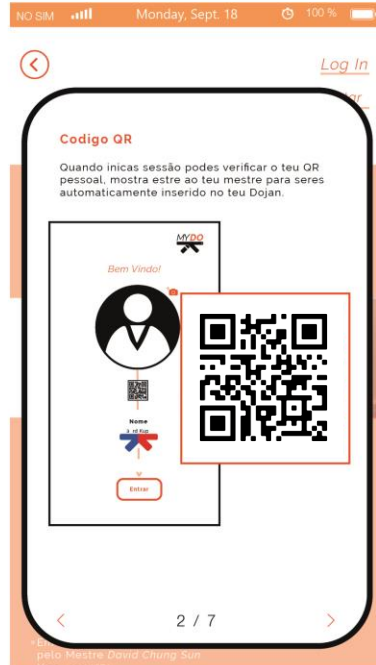 NO SIM
Monday, Sept. 18
100 %
Log In
Codigo QR
Quando inicas sessão podes verificar o teu QR
pessoal, mostra estre ao teu mestre para seres
automaticamente inserido no teu Dojan.
MYDO
Bem Vindo!
Nome
Entrar
2 / 7
pelo Mestre David Chung Sun